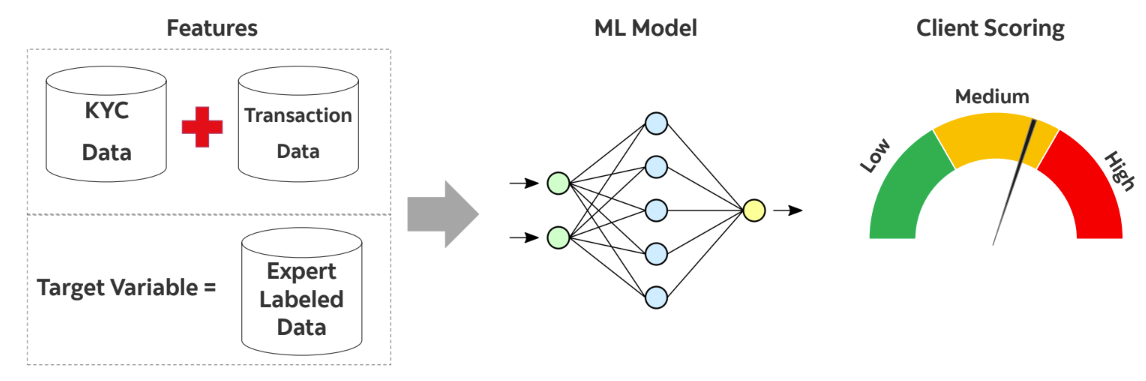 Features
KYC
Data
Transaction
Data
Target Variable =
Expert
Labeled
Data
ML Model
Client Scoring
Low
Medium
High